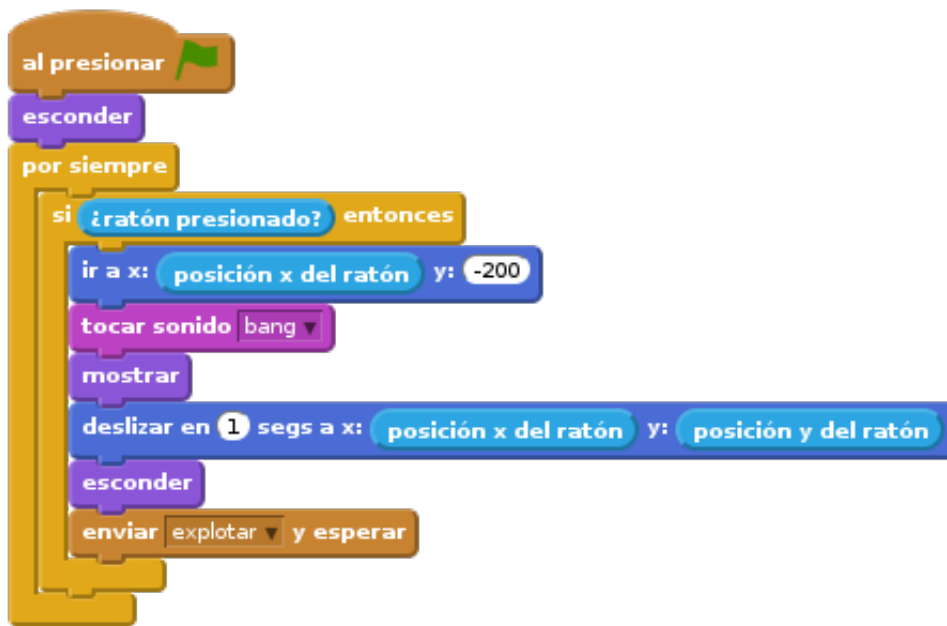 al presionar
esconder
por siempre
si ¿ratón presionado? entonces
ir a x: posición x del ratón y: -200
tocar sonido bang
mostrar
deslizar en 1 segs a x: posición x del ratón y: posición y del ratón
esconder
enviar explotar y esperar